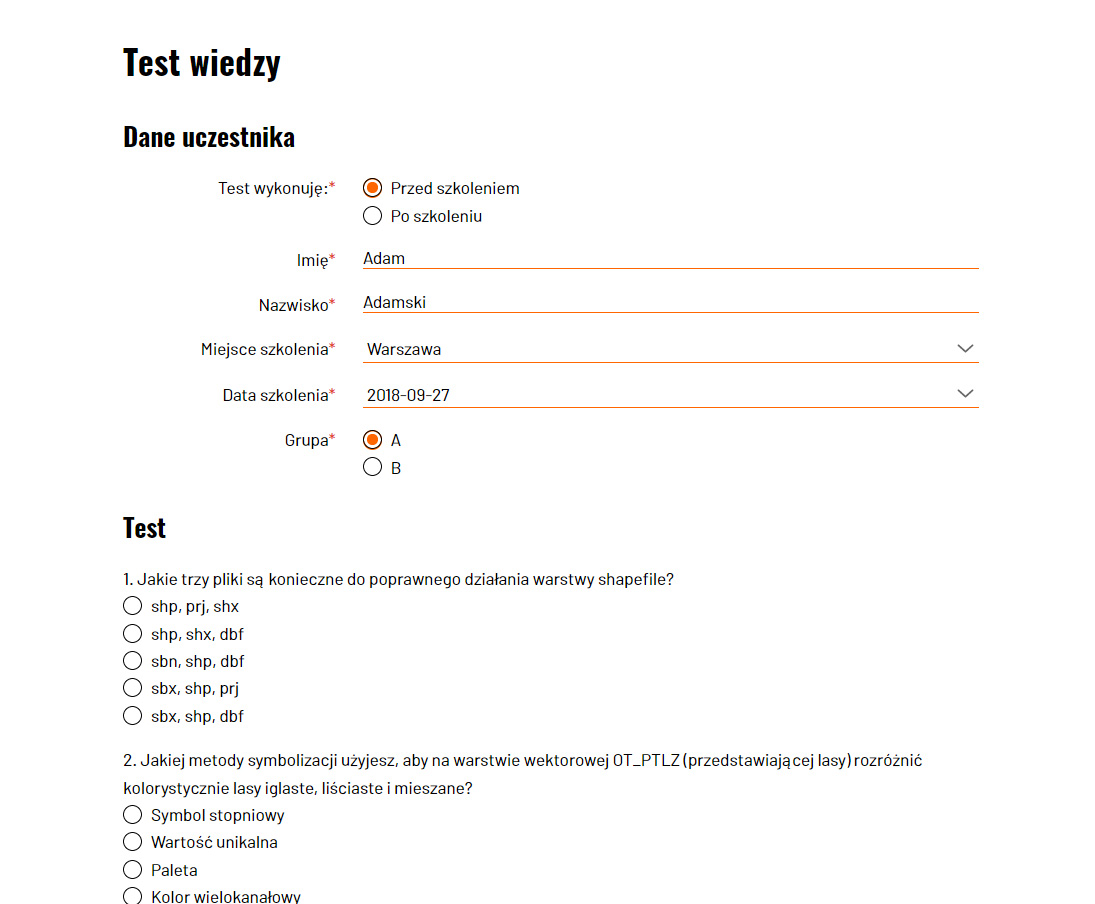 Test wiedzy
Dane uczestnika
Test wykonuję:* Przed szkoleniem
Po szkoleniu
Imię* Adam
Nazwisko* Adamski
Miejsce szkolenia* Warszawa
Data szkolenia* 2018-09-27
Grupa* A
B
Test
1. Jakie trzy pliki są konieczne do poprawnego działania warstwy shapefile?
shp, prj, shx
shp, shx, dbf
sbn, shp, dbf
sbx, shp, prj
sbx, shp, dbf
2. Jakiej metody symbolizacji użyjesz, aby na warstwie wektorowej OT_PTLZ (przedstawiającej lasy) rozróżnić
kolorystycznie lasy iglaste, liściaste i mieszane?
Symbol stopniowy
Wartość unikalna
Paleta
Kolor wielokanałowy